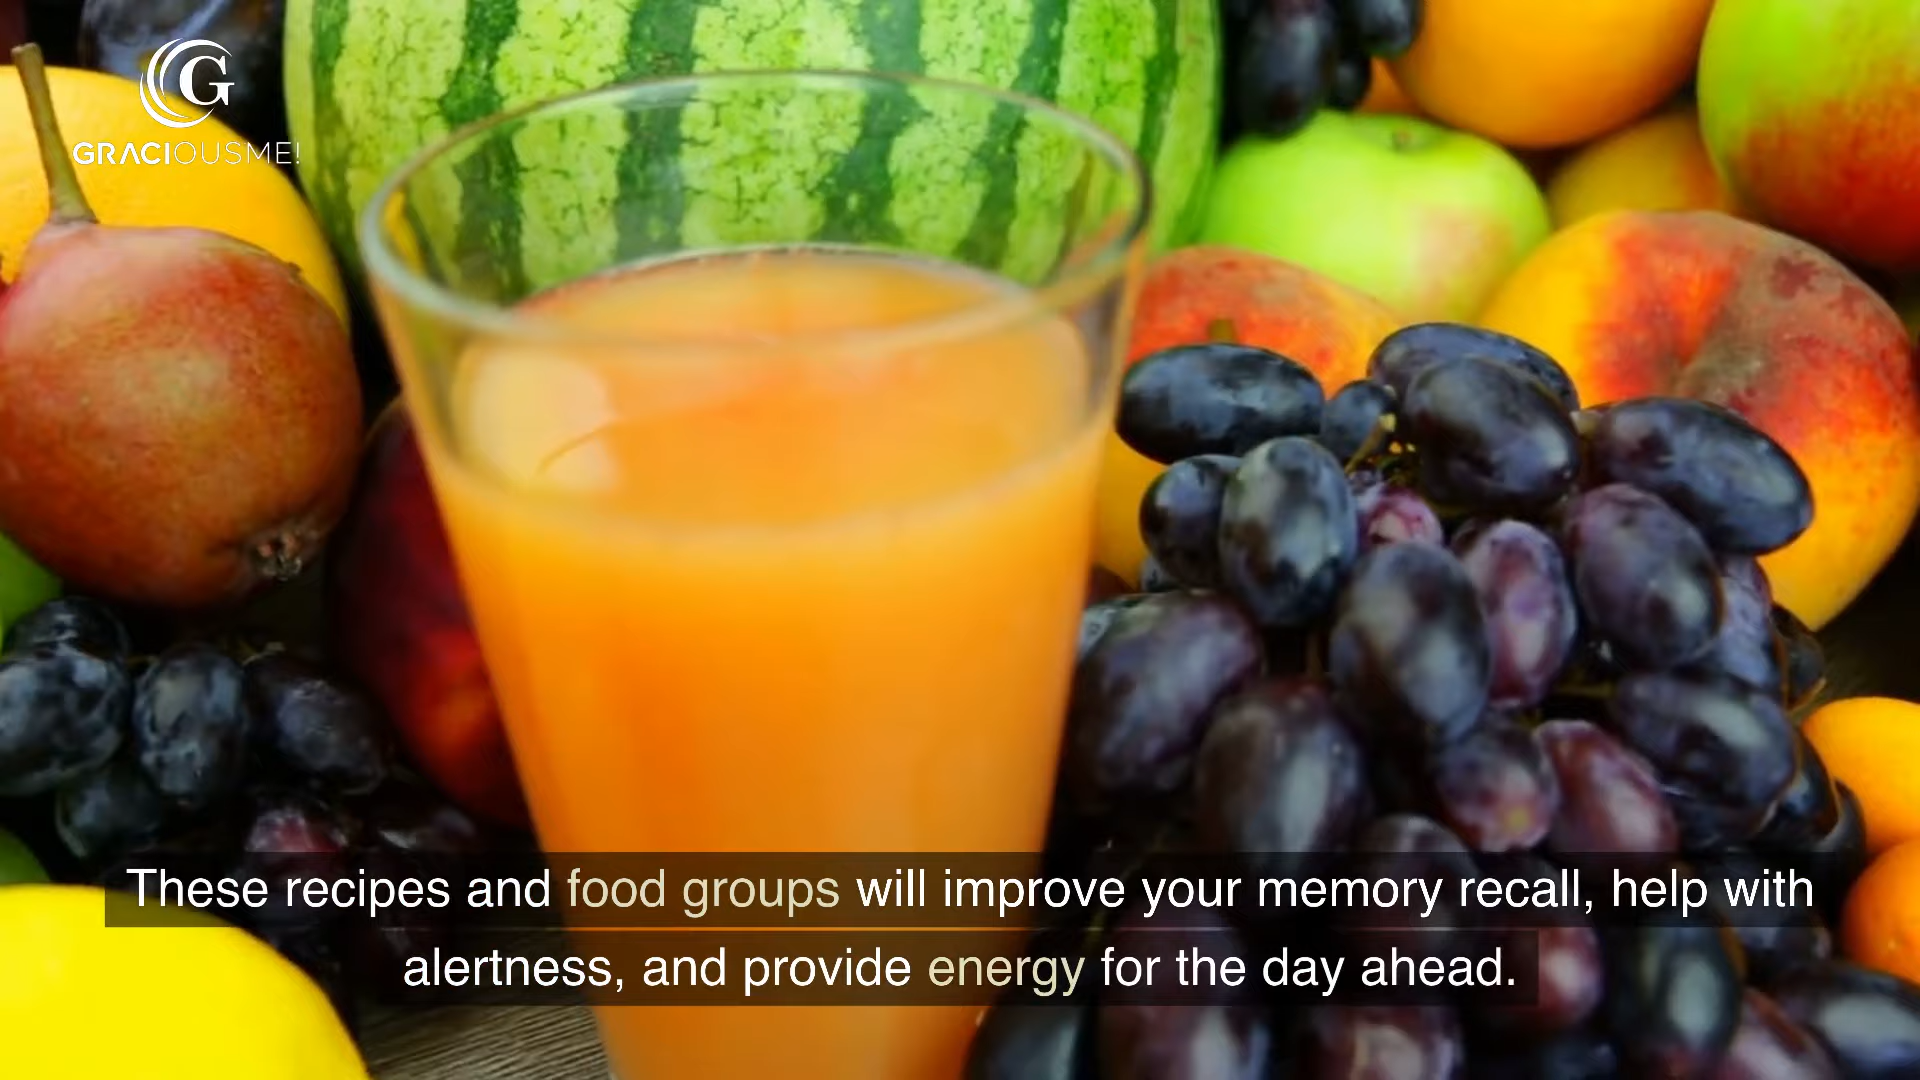 G
GRACIOUSME!
These recipes and food groups will improve your memory recall, help with
alertness, and provide energy for the day ahead.